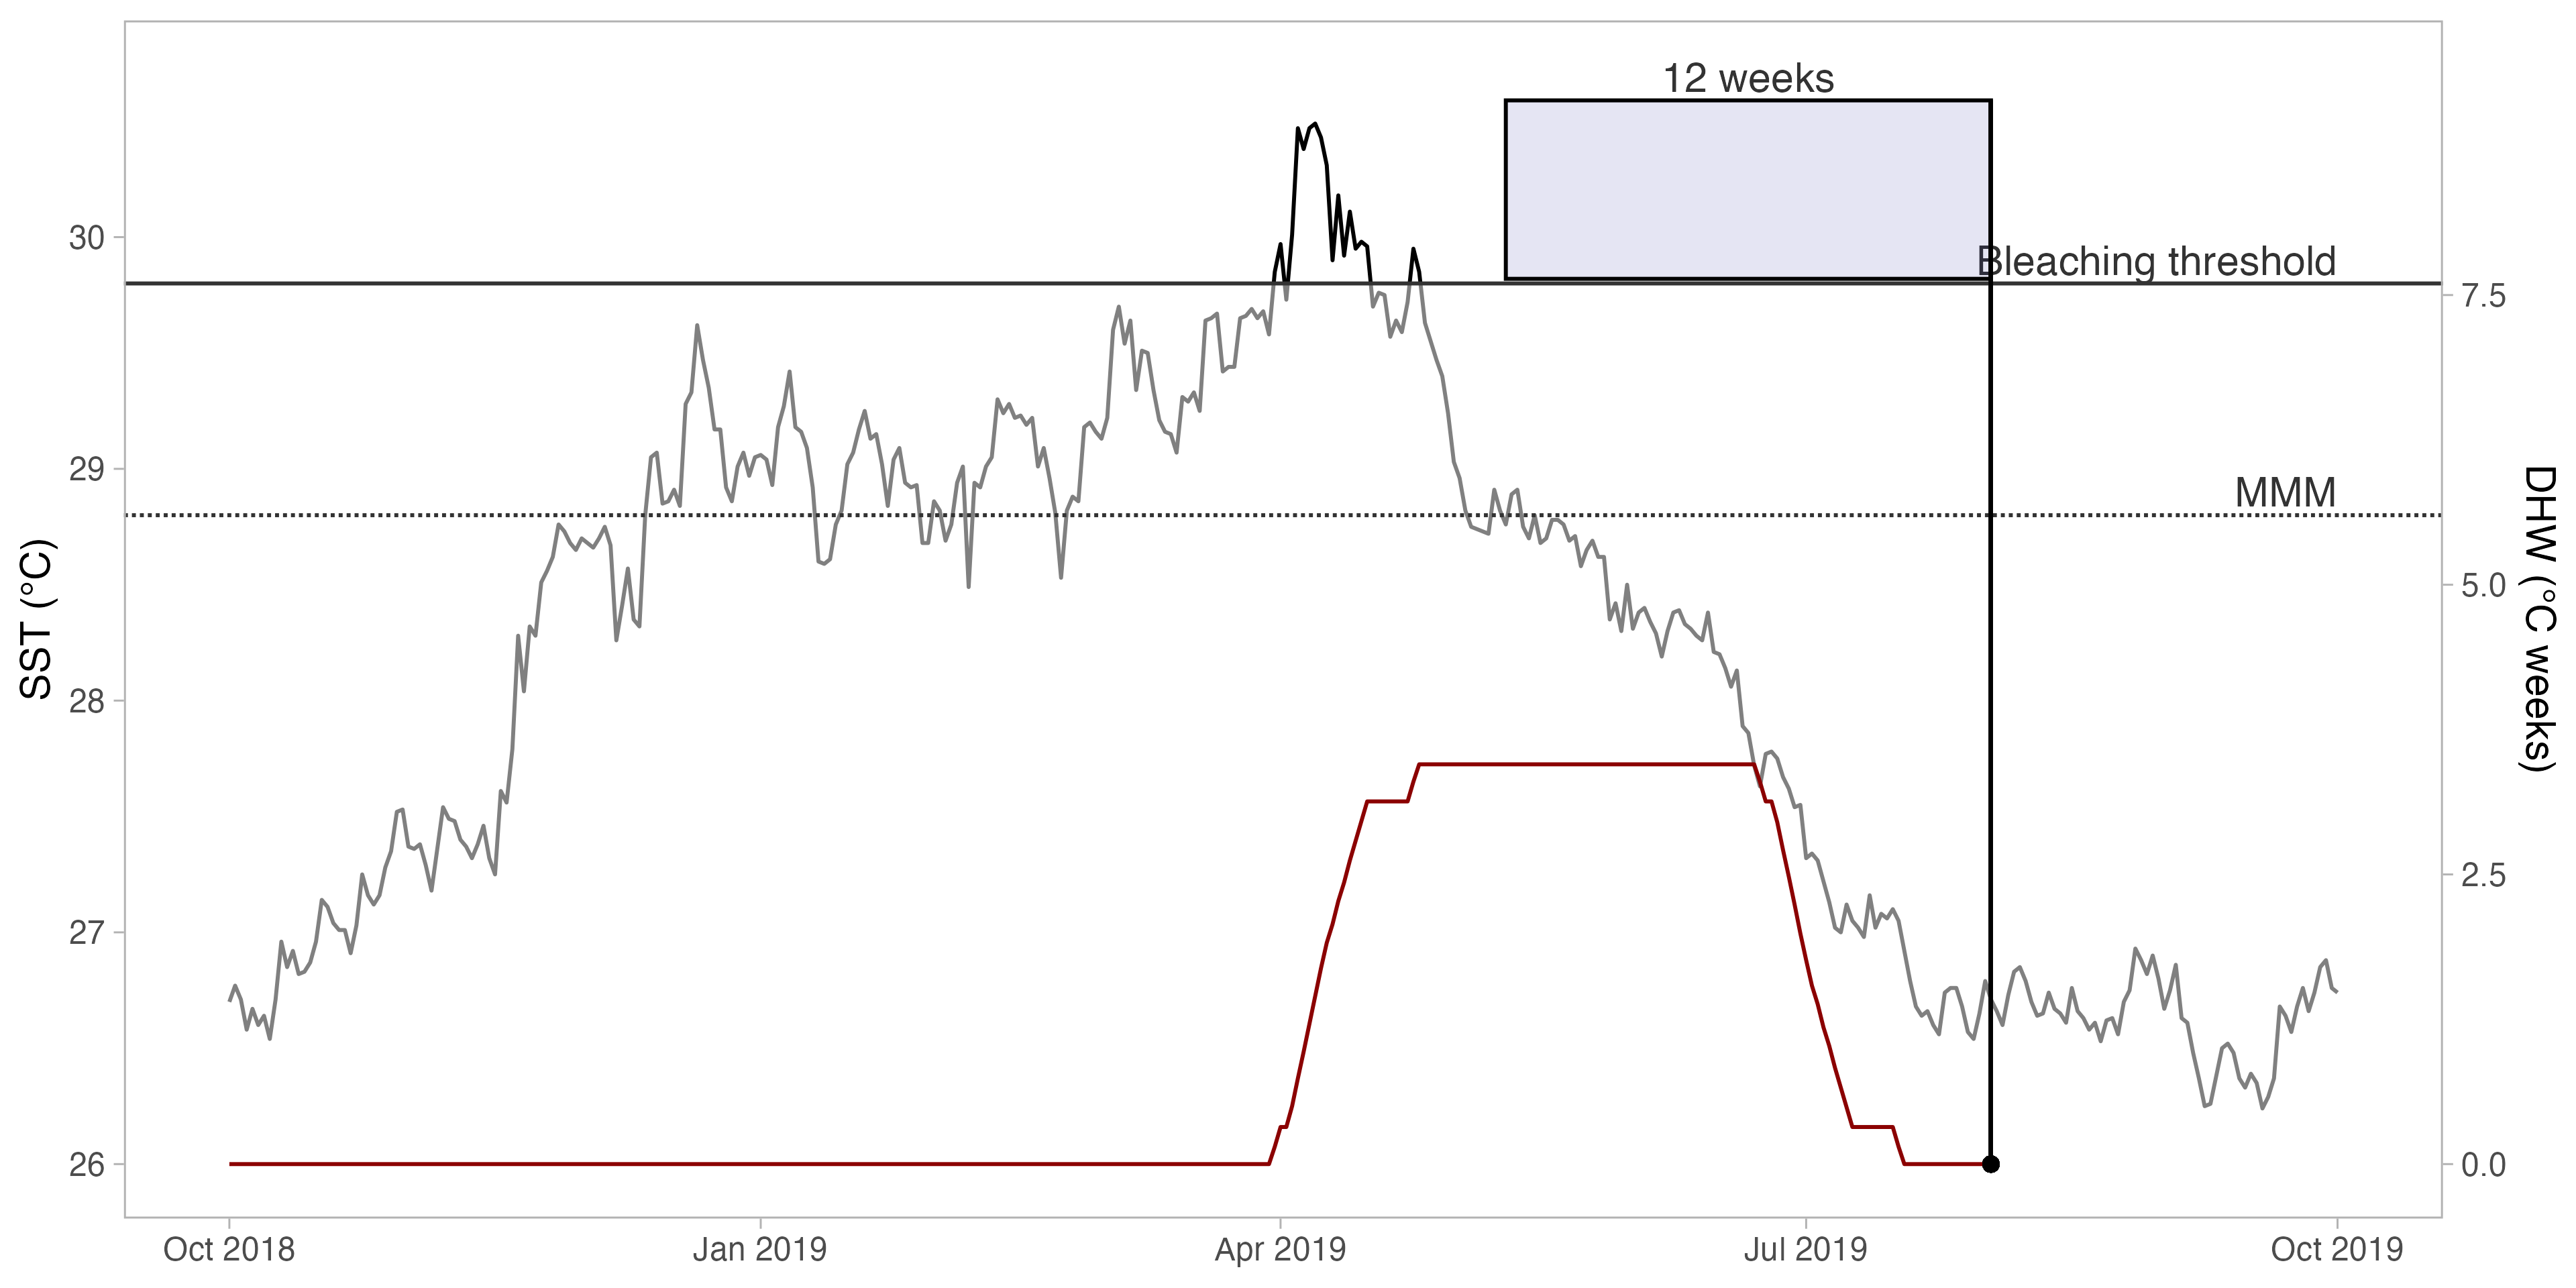 12 weeks
30
Bleaching threshold
7.5
29
MMM
SST (°C)
DHW (°C weeks)
5.0
28
27
2.5
26
0.0
Oct 2018
Jan 2019
Apr 2019
Jul 2019
Oct 2019